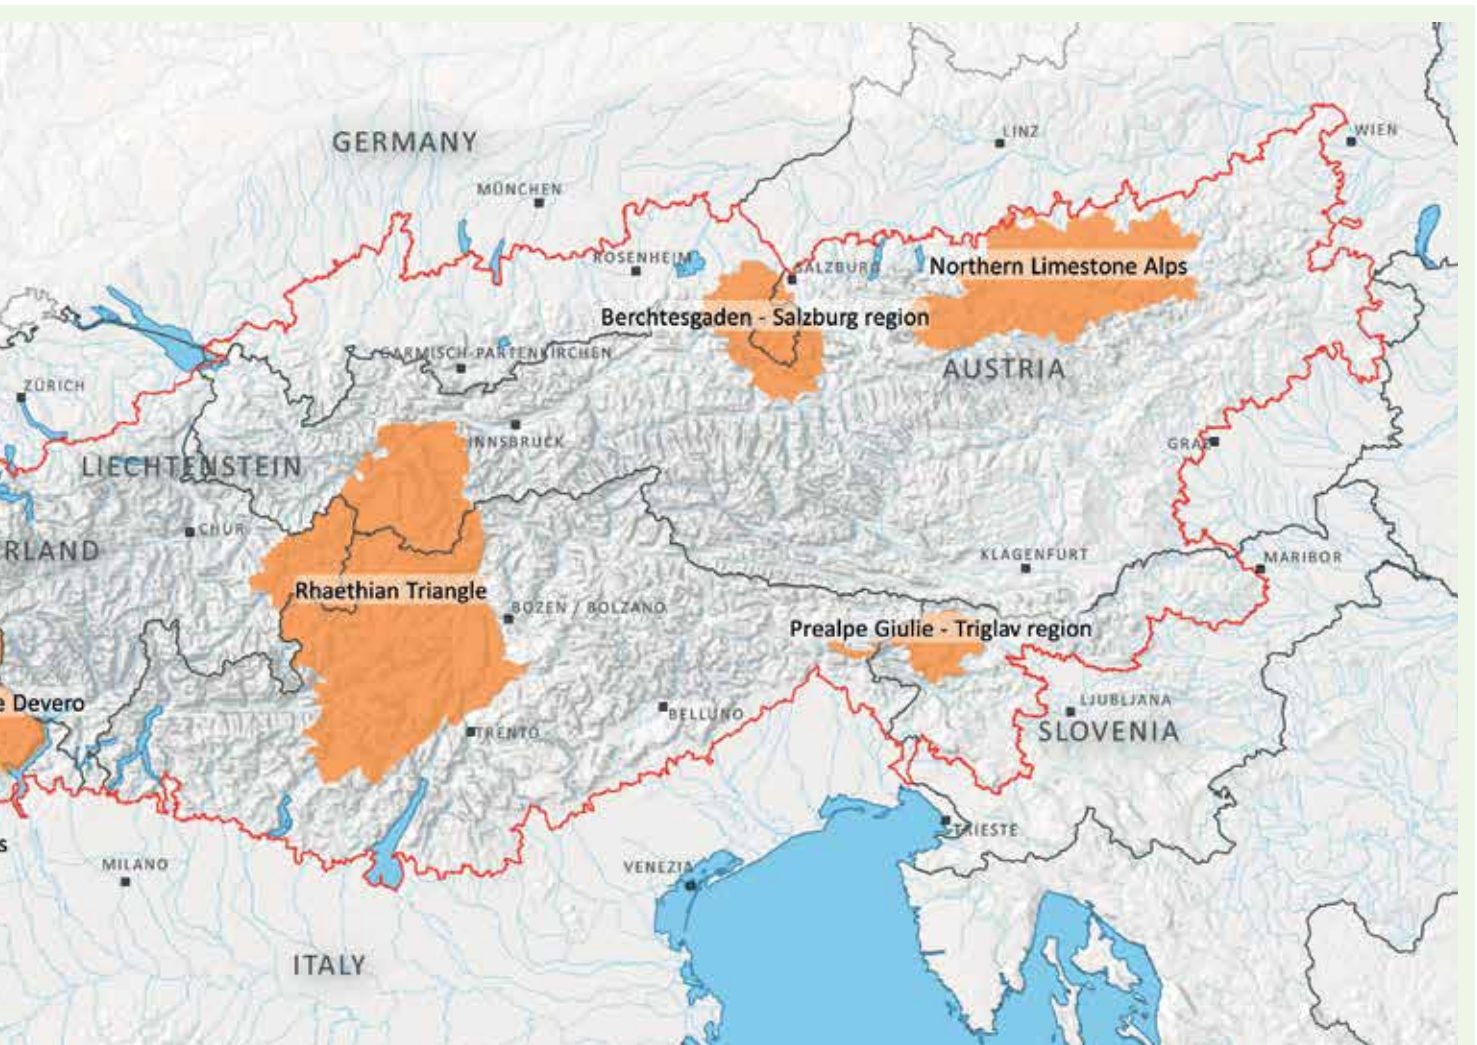 LINZ
WIEN
GERMANY
MÜNCHEN
ROSENHEIM
SALZBURG
Northern Limestone Alps
Berchtesgaden - Salzburg region
GARMISCH-PARTENKIRCHEN
AUSTRIA
ZÜRICH
INNSBRUCK
GRAZ
LIECHTENSTEIN
CHUR
RLAND
KLAGENFURT
MARIBOR
Rhaethian Triangle
BOZEN / BOLZANO
Prealpe Giulie - Triglav region
e Devero
LJUBLJANA
BELLUNO
TRENTO
SLOVENIA
TRIESTE
s
MILANO
VENEZIA
ITALY